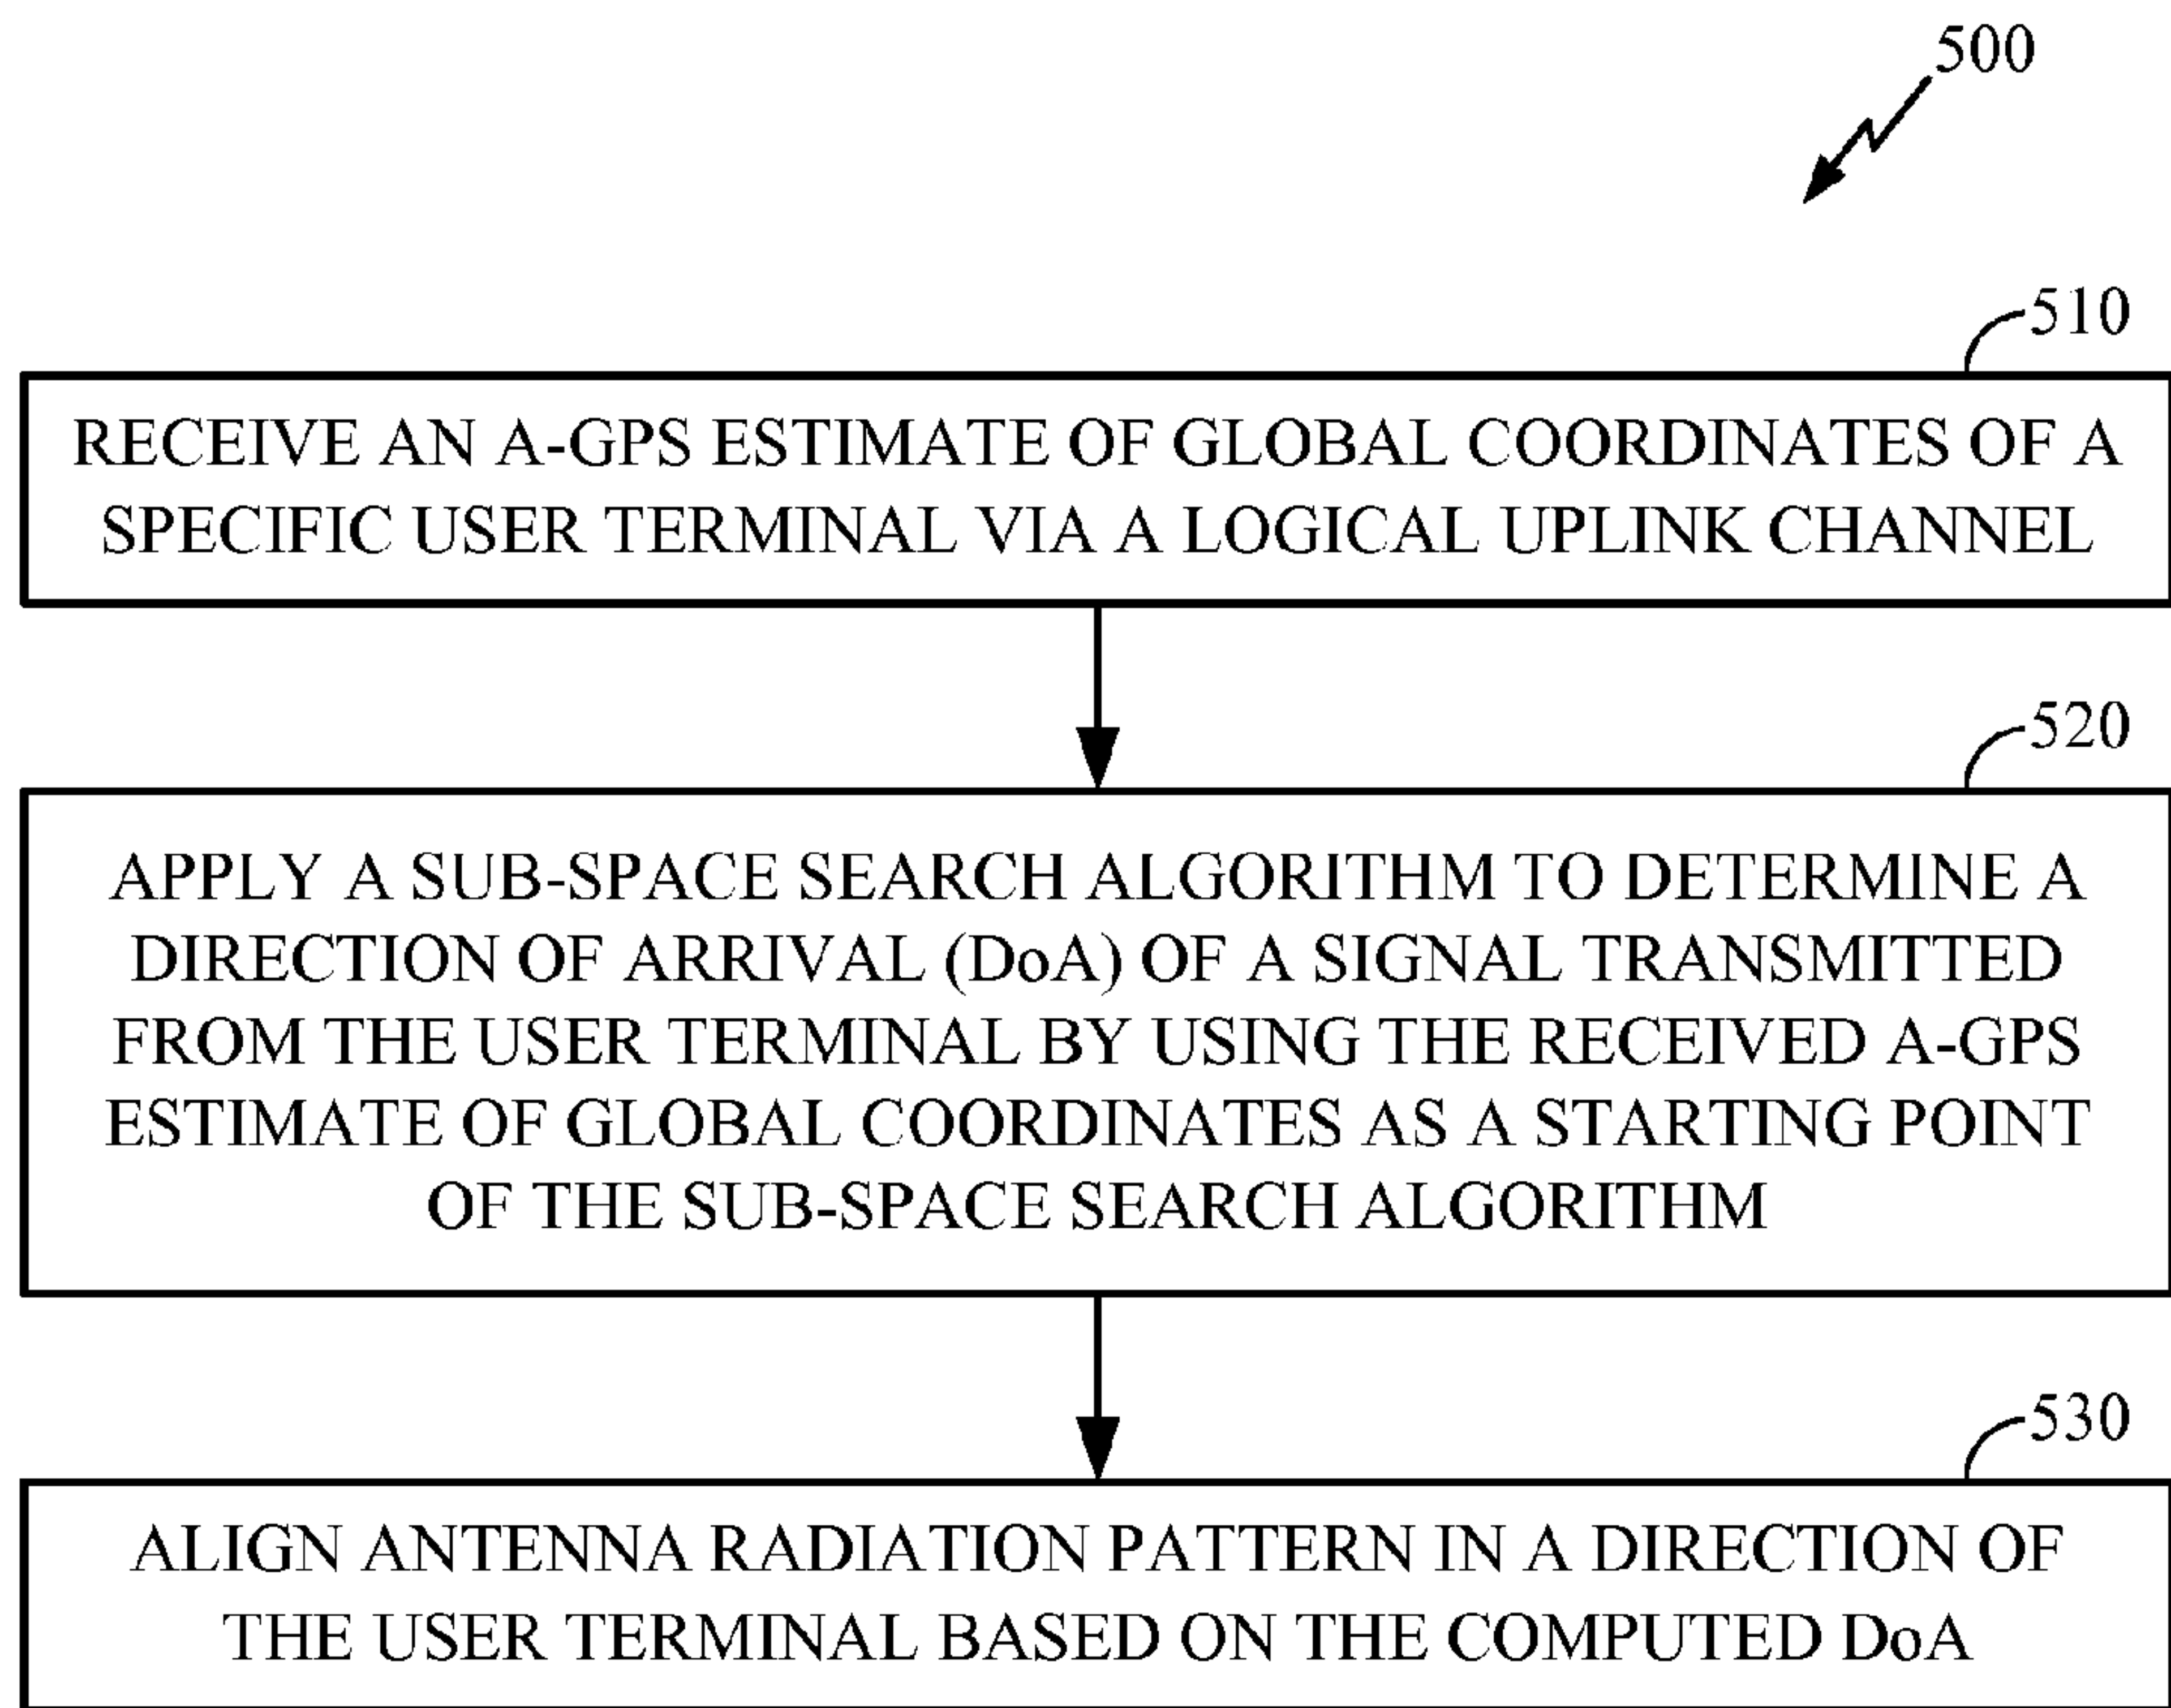 500
510
RECEIVE AN A-GPS ESTIMATE OF GLOBAL COORDINATES OF A
SPECIFIC USER TERMINAL VIA A LOGICAL UPLINK CHANNEL
520
APPLY A SUB-SPACE SEARCH ALGORITHM TO DETERMINE A
DIRECTION OF ARRIVAL (DoA) OF A SIGNAL TRANSMITTED
FROM THE USER TERMINAL BY USING THE RECEIVED A-GPS
ESTIMATE OF GLOBAL COORDINATES AS A STARTING POINT
OF THE SUB-SPACE SEARCH ALGORITHM
530
ALIGN ANTENNA RADIATION PATTERN IN A DIRECTION OF
THE USER TERMINAL BASED ON THE COMPUTED DoA